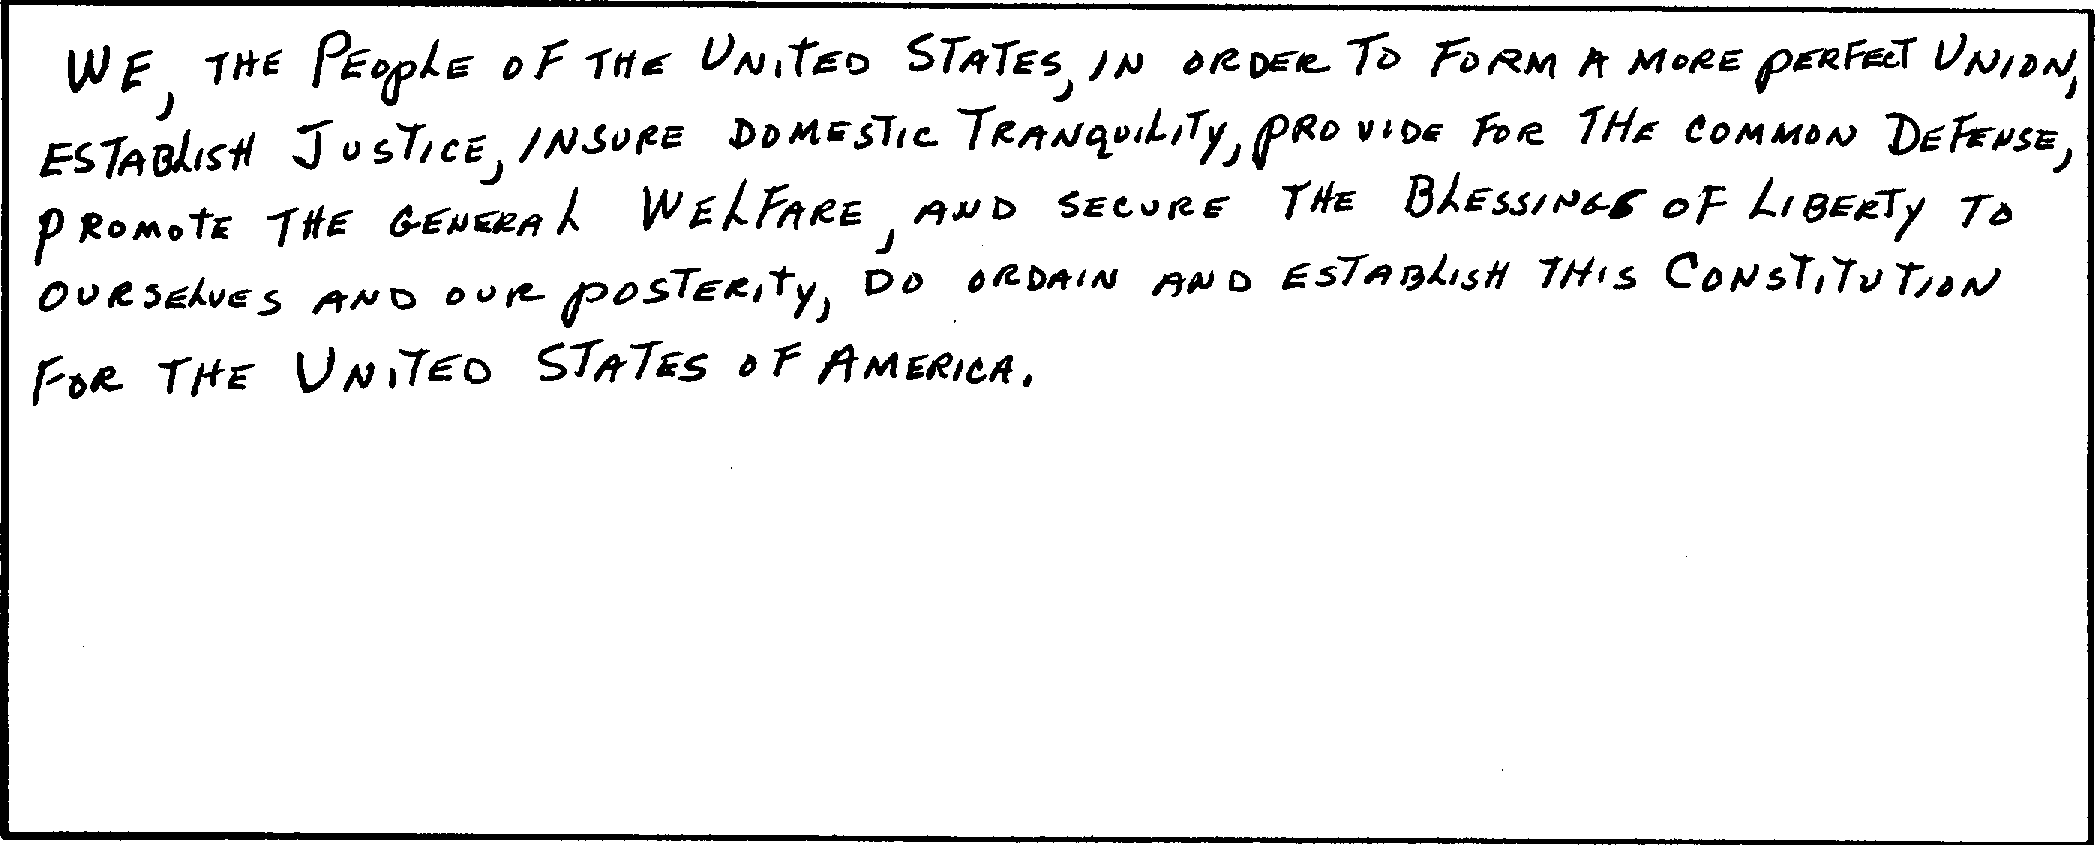 WE, THE PEOPLE OF THE UNITED STATES, IN ORDER TO FORM A MORE PERFECT UNION,
ESTABLISH JUSTICE, INSURE DOMESTIC TRANQUILITY, PROVIDE FOR THE COMMON DEFENSE,
PROMOTE THE GENERAL WELFARE, AND SECURE THE BLESSINGS OF LIBERTY TO
OURSELVES AND OUR POSTERITY, DO ORDAIN AND ESTABLISH THIS CONSTITUTION
FOR THE UNITED STATES OF AMERICA.